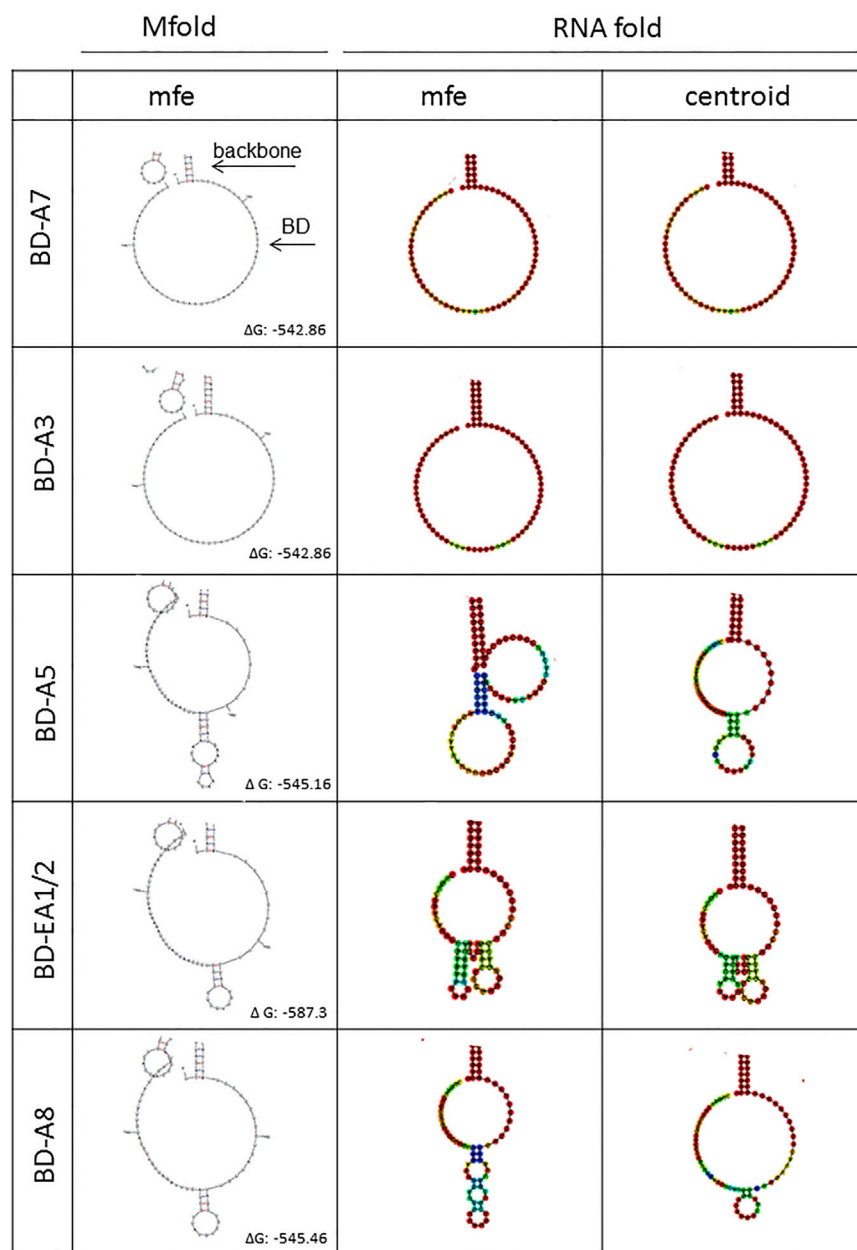 Mfold
RNA fold
mfe
mfe
centroid
BD-A7
backbone
BD
ΔG: -542.86
BD-A3
ΔG: -542.86
BD-A5
Δ G: -545.16
BD-EA1/2
Δ G: -587.3
BD-A8
ΔG: -545.46